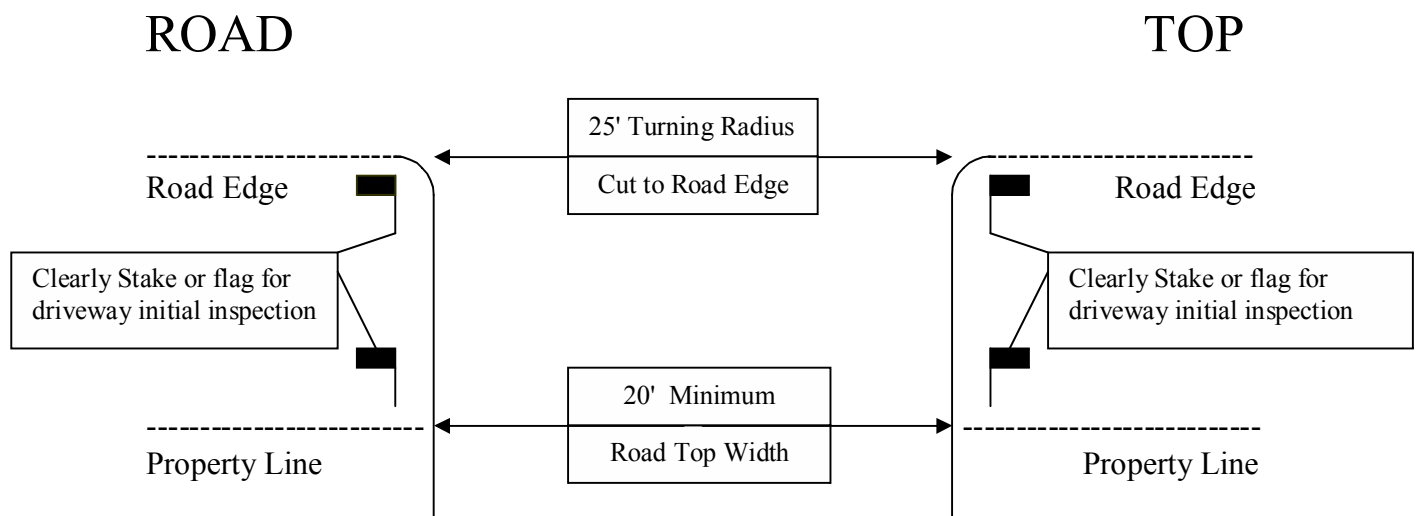 ROAD
TOP
25' Turning Radius
Cut to Road Edge
Road Edge
Road Edge
Clearly Stake or flag for
driveway initial inspection
Clearly Stake or flag for
driveway initial inspection
20' Minimum
Road Top Width
Property Line
Property Line